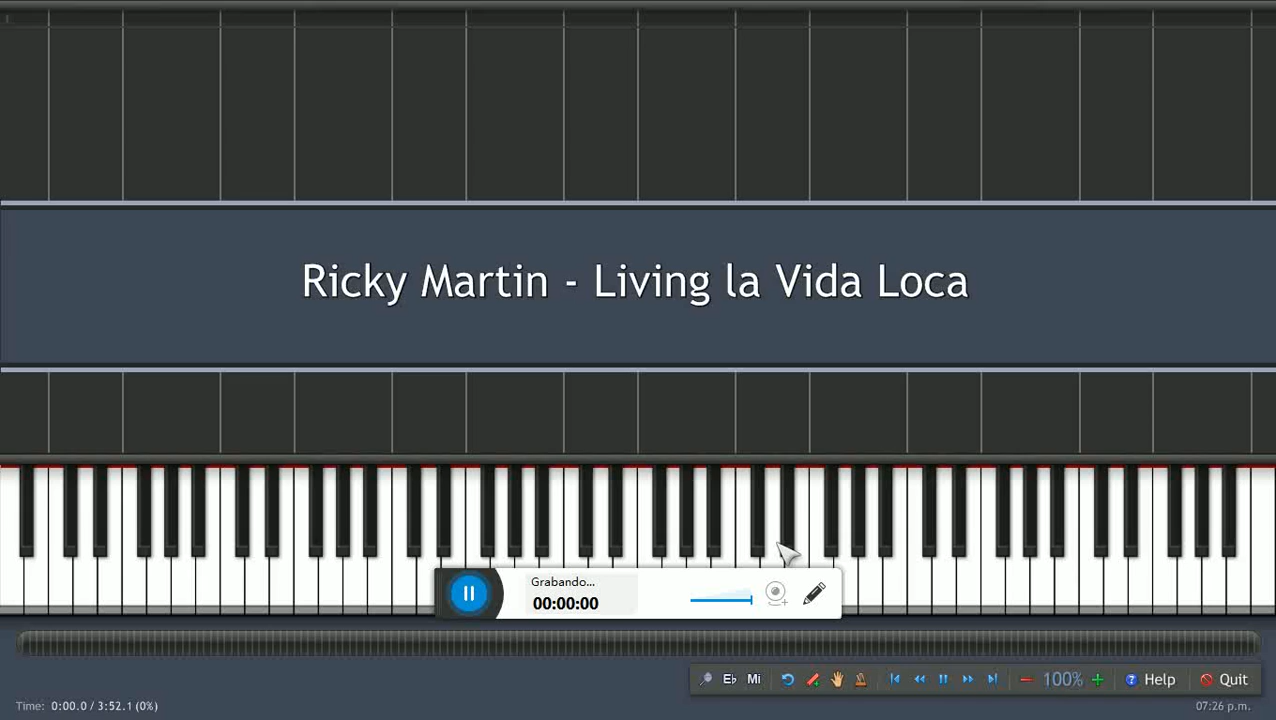 Ricky Martin - Living la Vida Loca
Grabando...
00:00:00
Eb Mi 100% Help Quit
Time: 0:00.0 / 3:52.1 (0%)
07:26 p.m.